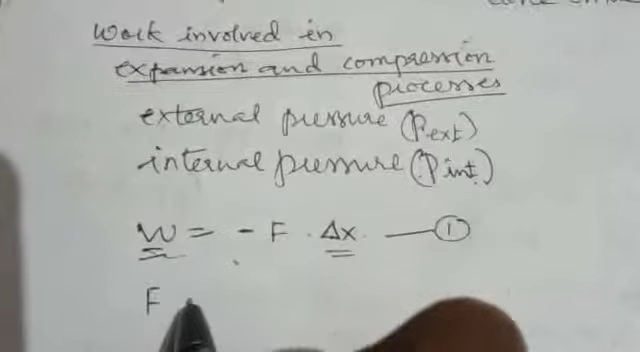 Work involved in
expansion and compression
processes
external pressure (Pext)
internal pressure (Pint)
W = - F . Δx. — ①
F